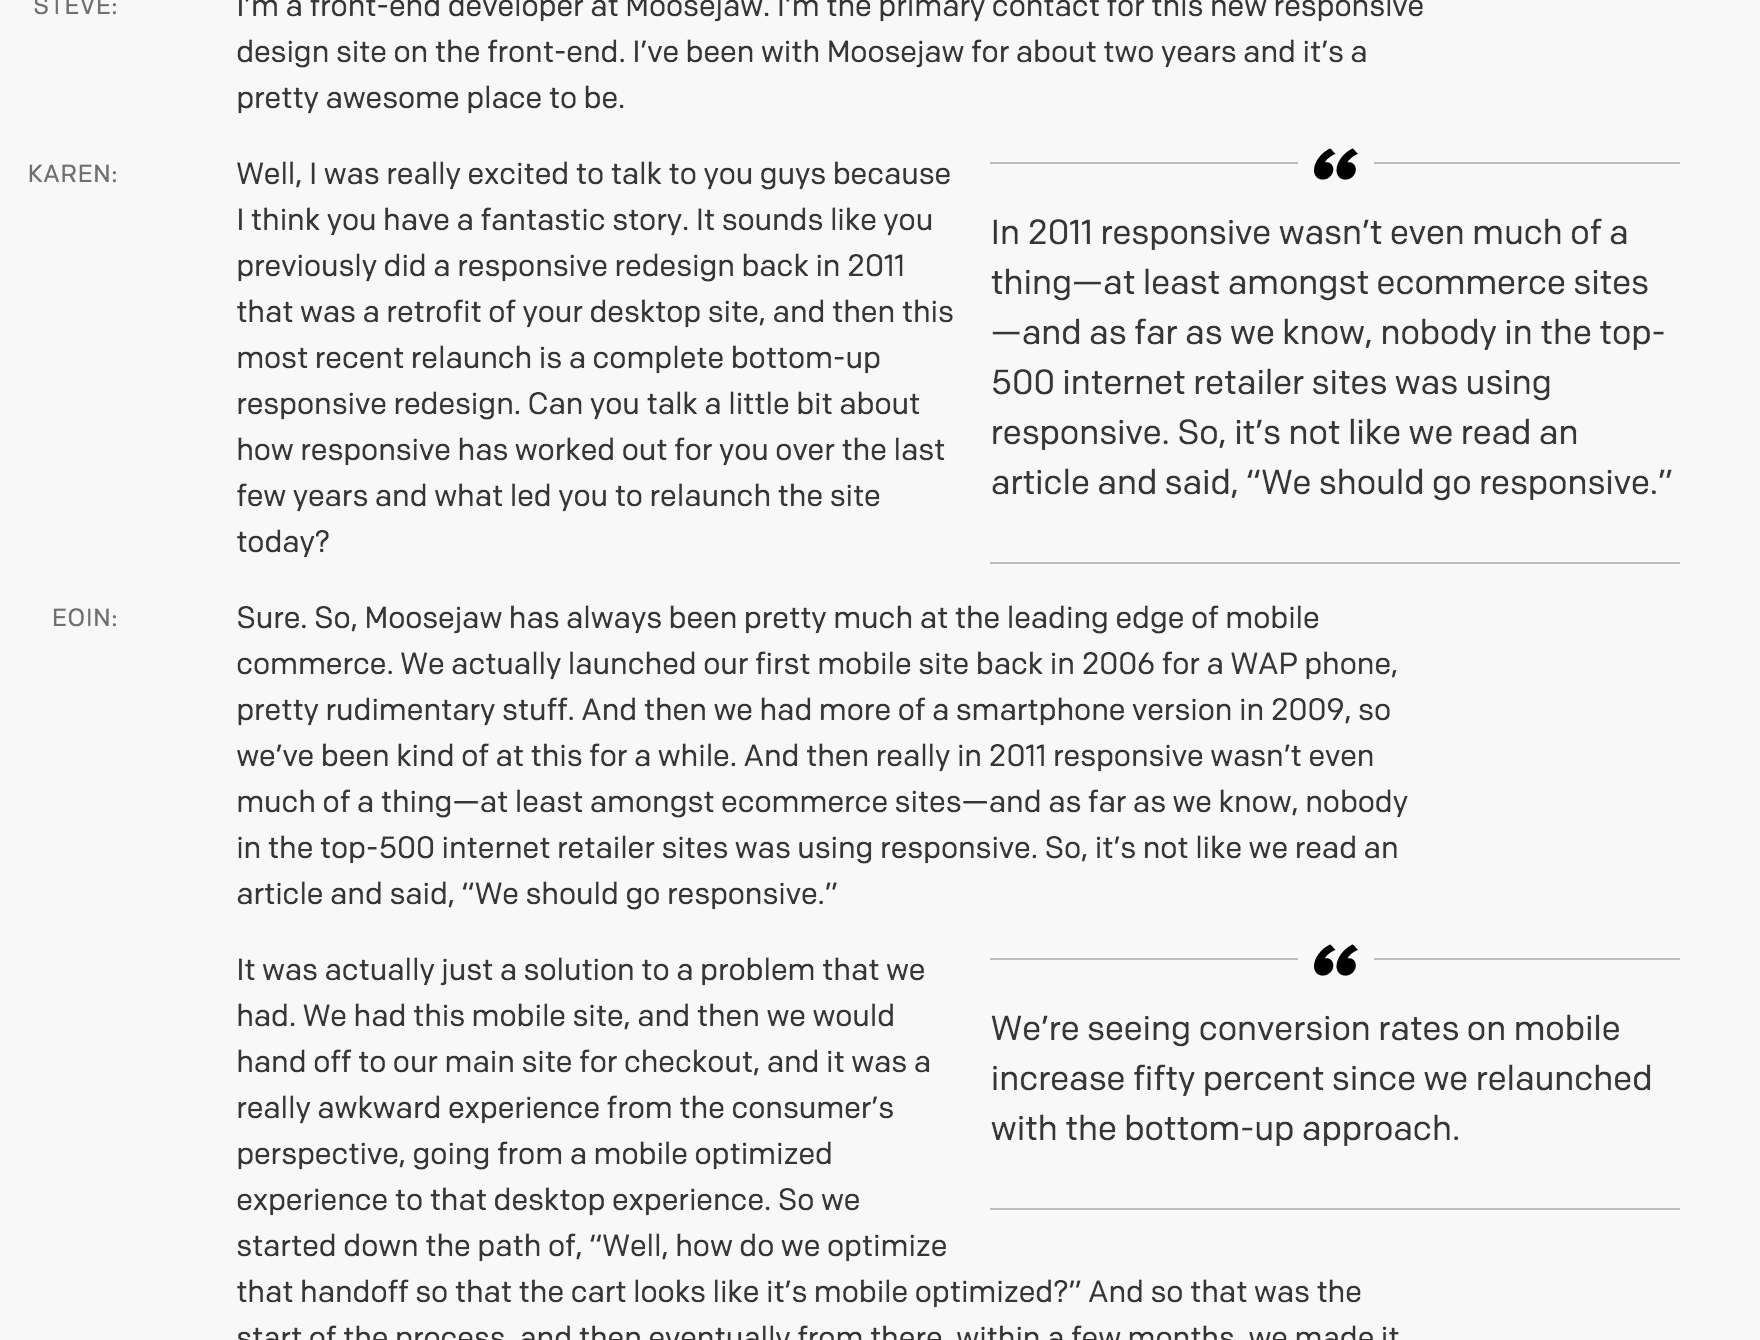 STEVE:
I’m a front-end developer at Moosejaw. I’m the primary contact for this new responsive
design site on the front-end. I’ve been with Moosejaw for about two years and it’s a
pretty awesome place to be.
KAREN:
Well, I was really excited to talk to you guys because
I think you have a fantastic story. It sounds like you
previously did a responsive redesign back in 2011
that was a retrofit of your desktop site, and then this
most recent relaunch is a complete bottom-up
responsive redesign. Can you talk a little bit about
how responsive has worked out for you over the last
few years and what led you to relaunch the site
today?
“
In 2011 responsive wasn’t even much of a
thing—at least amongst ecommerce sites
—and as far as we know, nobody in the top-
500 internet retailer sites was using
responsive. So, it’s not like we read an
article and said, “We should go responsive.”
EOIN:
Sure. So, Moosejaw has always been pretty much at the leading edge of mobile
commerce. We actually launched our first mobile site back in 2006 for a WAP phone,
pretty rudimentary stuff. And then we had more of a smartphone version in 2009, so
we’ve been kind of at this for a while. And then really in 2011 responsive wasn’t even
much of a thing—at least amongst ecommerce sites—and as far as we know, nobody
in the top-500 internet retailer sites was using responsive. So, it’s not like we read an
article and said, “We should go responsive.”
It was actually just a solution to a problem that we
had. We had this mobile site, and then we would
hand off to our main site for checkout, and it was a
really awkward experience from the consumer’s
perspective, going from a mobile optimized
experience to that desktop experience. So we
started down the path of, “Well, how do we optimize
that handoff so that the cart looks like it’s mobile optimized?” And so that was the
start of the process, and then eventually from there, within a few months, we made it
“
We’re seeing conversion rates on mobile
increase fifty percent since we relaunched
with the bottom-up approach.